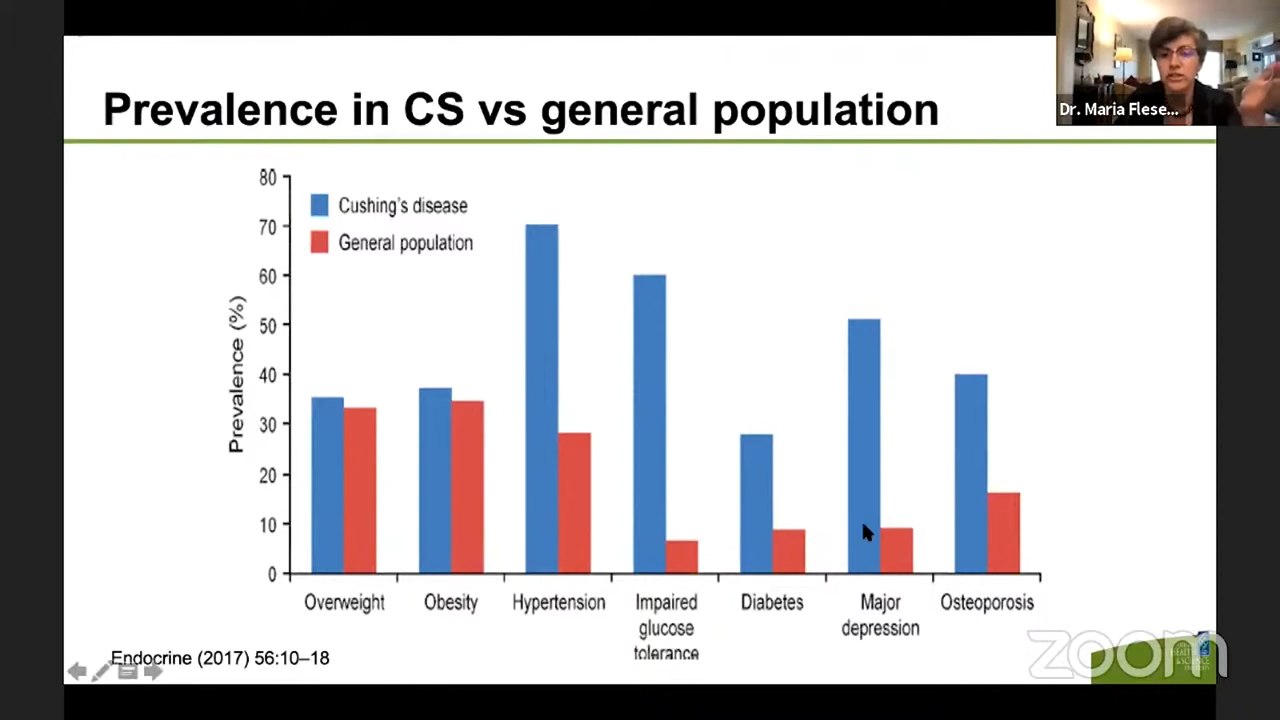 Prevalence in CS vs general population
Dr. Maria Flese...
80
70
60
50
40
30
20
10
0
Prevalence (%)
Cushing's disease
General population
Overweight
Obesity
Hypertension
Impaired
glucose
tolerance
Diabetes
Major
depression
Osteoporosis
Endocrine (2017) 56:10–18
zoom
HEALTH
& SCIENCE